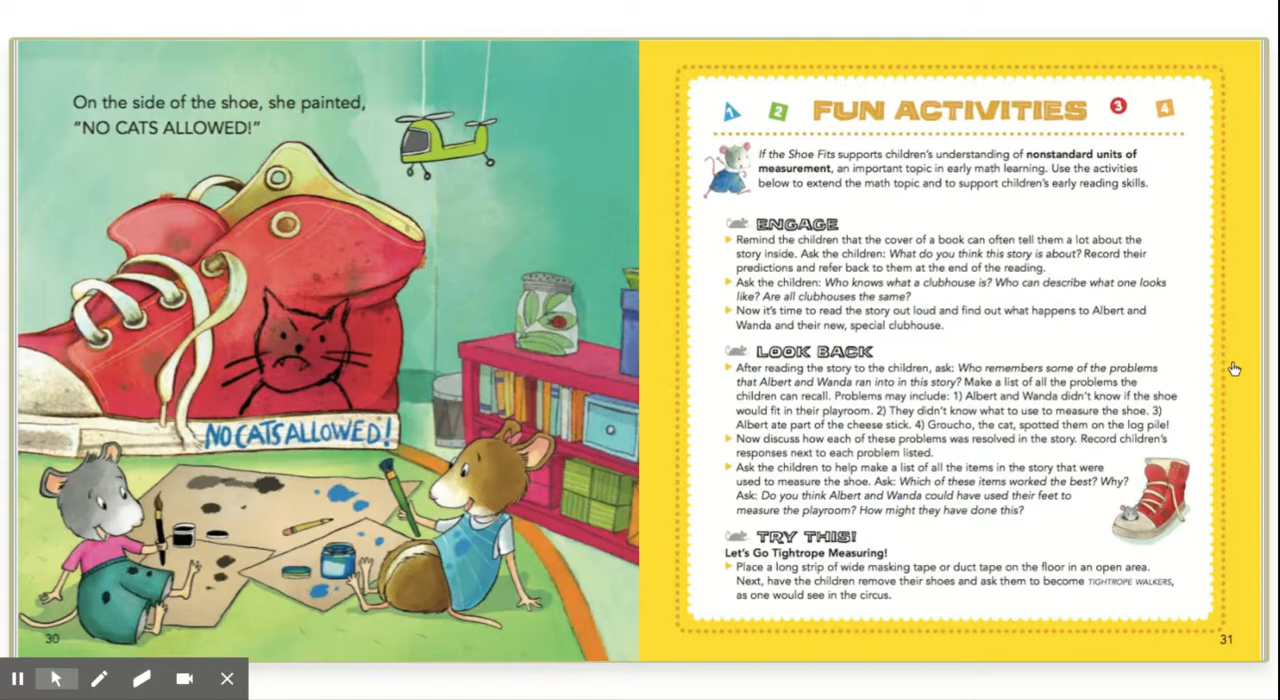 On the side of the shoe, she painted,
“NO CATS ALLOWED!”
NO CATS ALLOWED!
30
1 2 FUN ACTIVITIES 3 4
If the Shoe Fits supports children’s understanding of nonstandard units of
measurement, an important topic in early math learning. Use the activities
below to extend the math topic and to support children’s early reading skills.
ENGAGE
Remind the children that the cover of a book can often tell them a lot about the
story inside. Ask the children: What do you think this story is about? Record their
predictions and refer back to them at the end of the reading.
Ask the children: Who knows what a clubhouse is? Who can describe what one looks
like? Are all clubhouses the same?
Now it’s time to read the story out loud and find out what happens to Albert and
Wanda and their new, special clubhouse.
LOOK BACK
After reading the story to the children, ask: Who remembers some of the problems
that Albert and Wanda ran into in this story? Make a list of all the problems the
children can recall. Problems may include: 1) Albert and Wanda didn’t know if the shoe
would fit in their playroom. 2) They didn’t know what to use to measure the shoe. 3)
Albert ate part of the cheese stick. 4) Groucho, the cat, spotted them on the log pile!
Now discuss how each of these problems was resolved in the story. Record children’s
responses next to each problem listed.
Ask the children to help make a list of all the items in the story that were
used to measure the shoe. Ask: Which of these items worked the best? Why?
Ask: Do you think Albert and Wanda could have used their feet to
measure the playroom? How might they have done this?
TRY THIS!
Let’s Go Tightrope Measuring!
Place a long strip of wide masking tape or duct tape on the floor in an open area.
Next, have the children remove their shoes and ask them to become TIGHTROPE WALKERS,
as one would see in the circus.
31